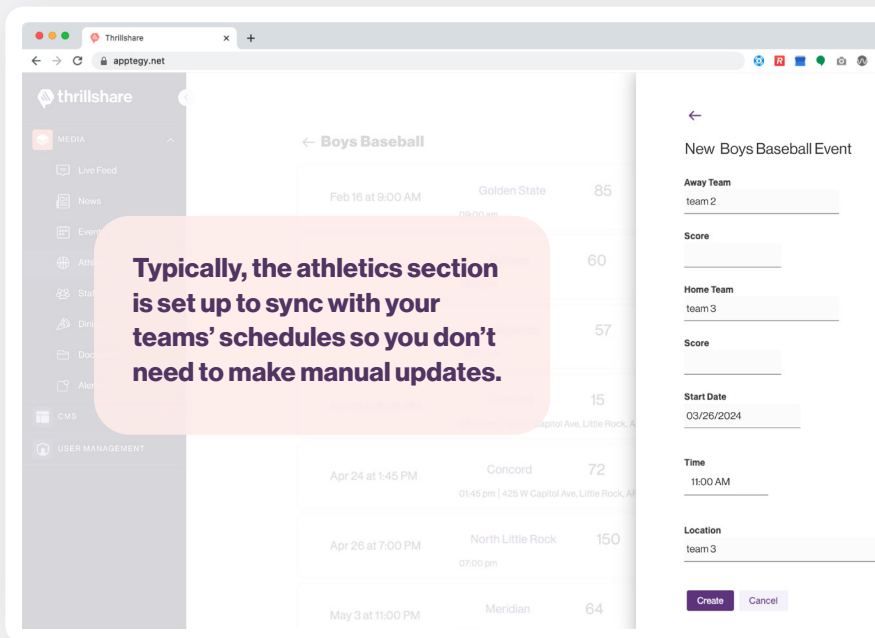 Thrillshare
apptegy.net
thrillshare
MEDIA
Live Feed
News
Boys Baseball
Feb 16 at 9:00 AM
Golden State
85
09:00 am
60
57
15
Capitol Ave, Little Rock, A
Apr 24 at 1:45 PM
Concord
72
01:45 pm | 425 W Capitol Ave, Little Rock, AR
Apr 26 at 7:00 PM
North Little Rock
150
07:00 pm
May 3 at 11:00 PM
Meridian
64
CMS
USER MANAGEMENT
Typically, the athletics section
is set up to sync with your
teams’ schedules so you don’t
need to make manual updates.
New Boys Baseball Event
Away Team
team 2
Score
Home Team
team 3
Score
Start Date
03/26/2024
Time
11:00 AM
Location
team 3
Create Cancel